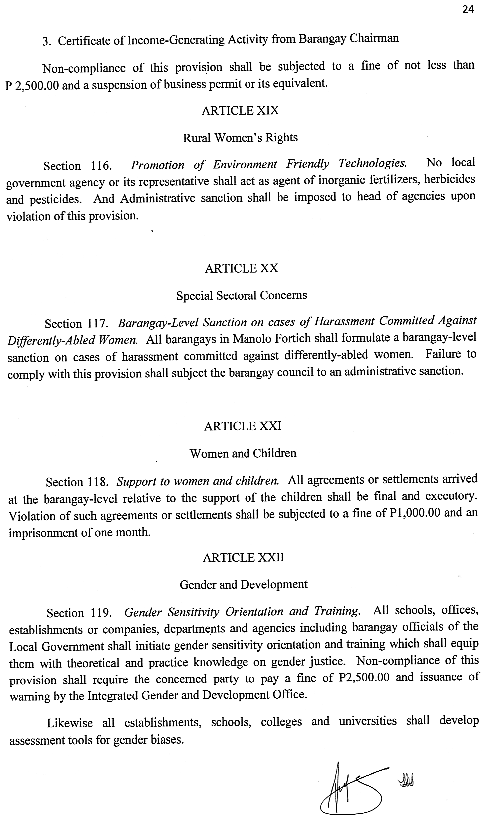 24
3. Certificate of Income-Generating Activity from Barangay Chairman
Non-compliance of this provision shall be subjected to a fine of not less than
P 2,500.00 and a suspension of business permit or its equivalent.
ARTICLE XIX
Rural Women's Rights
Section 116. Promotion of Environment Friendly Technologies. No local
government agency or its representative shall act as agent of inorganic fertilizers, herbicides
and pesticides. And Administrative sanction shall be imposed to head of agencies upon
violation of this provision.
ARTICLE XX
Special Sectoral Concerns
Section 117. Barangay-Level Sanction on cases of Harassment Committed Against
Differently-Abled Women. All barangays in Manolo Fortich shall formulate a barangay-level
sanction on cases of harassment committed against differently-abled women. Failure to
comply with this provision shall subject the barangay council to an administrative sanction.
ARTICLE XXI
Women and Children
Section 118. Support to women and children. All agreements or settlements arrived
at the barangay-level relative to the support of the children shall be final and executory.
Violation of such agreements or settlements shall be subjected to a fine of P1,000.00 and an
imprisonment of one month.
ARTICLE XXII
Gender and Development
Section 119. Gender Sensitivity Orientation and Training. All schools, offices,
establishments or companies, departments and agencies including barangay officials of the
Local Government shall initiate gender sensitivity orientation and training which shall equip
them with theoretical and practice knowledge on gender justice. Non-compliance of this
provision shall require the concerned party to pay a fine of P2,500.00 and issuance of
warning by the Integrated Gender and Development Office.
Likewise all establishments, schools, colleges and universities shall develop
assessment tools for gender biases.